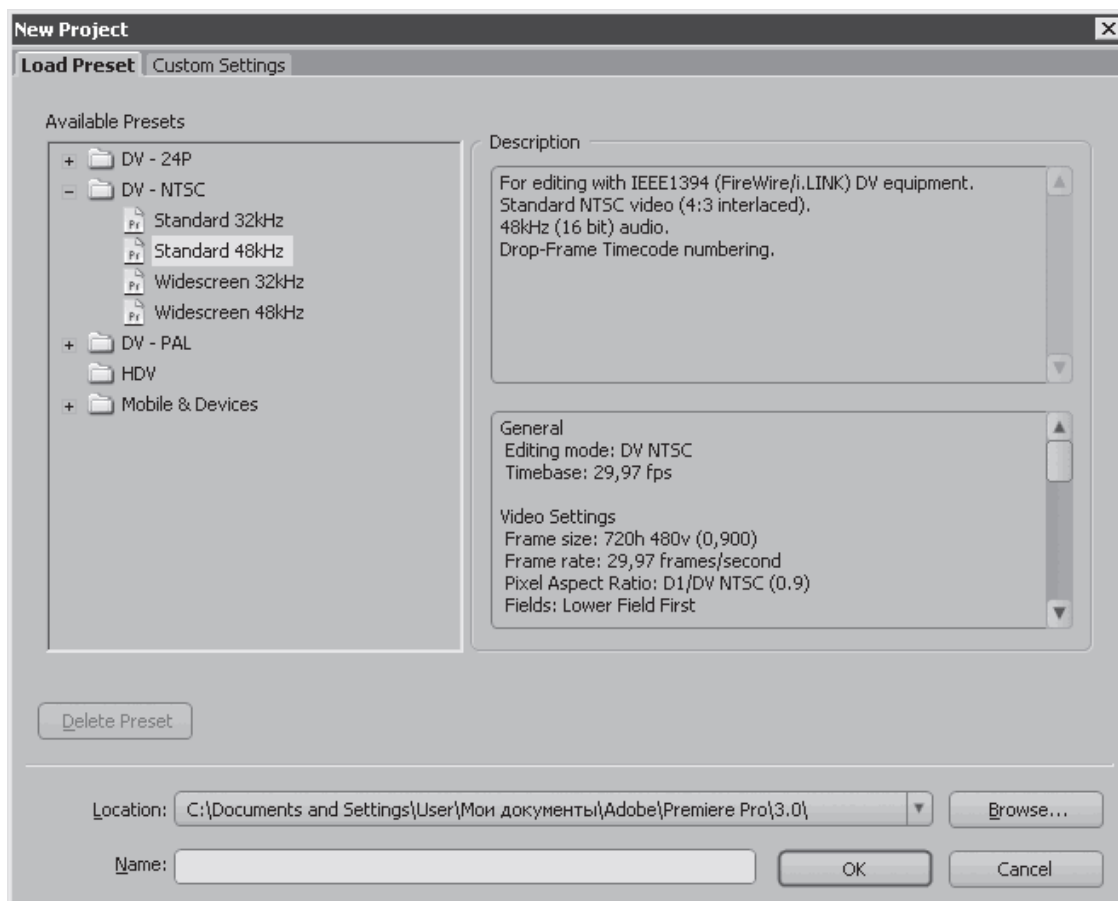 New Project
Load Preset Custom Settings
Available Presets
DV - 24P
DV - NTSC
Standard 32kHz
Standard 48kHz
Widescreen 32kHz
Widescreen 48kHz
DV - PAL
HDV
Mobile & Devices
Description
For editing with IEEE1394 (FireWire/i.LINK) DV equipment.
Standard NTSC video (4:3 interlaced).
48kHz (16 bit) audio.
Drop-Frame Timecode numbering.
General
Editing mode: DV NTSC
Timebase: 29,97 fps
Video Settings
Frame size: 720h 480v (0,900)
Frame rate: 29,97 frames/second
Pixel Aspect Ratio: D1/DV NTSC (0.9)
Fields: Lower Field First
Delete Preset
Location: C:\Documents and Settings\User\Мои документы\Adobe\Premiere Pro\3.0\ Browse...
Name: OK Cancel